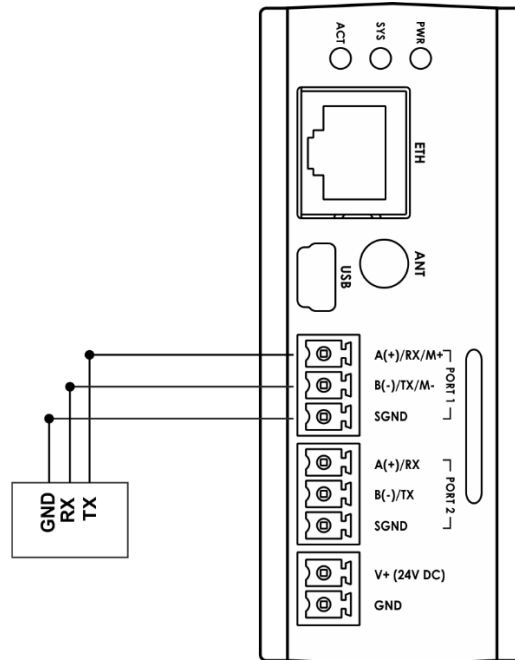 ACT
SYS
PWR
ETH
USB
ANT
A(+)/RX/M+
B(-)/TX/M-
SGND
PORT 1
A(+)/RX
B(-)/TX
SGND
PORT 2
V+ (24V DC)
GND
GND
RX
TX